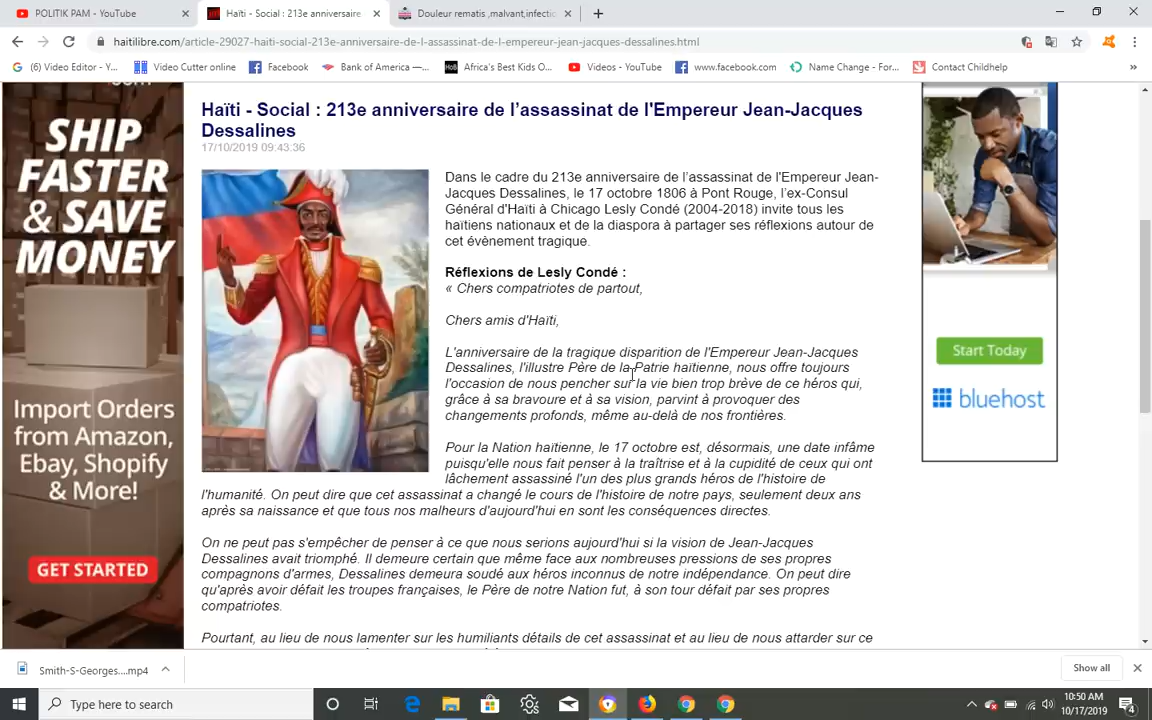 POLITIK PAM - YouTube
Haïti - Social : 213e anniversaire
Douleur rematis ,malvant,infectio
haitilibre.com/article-29027-haiti-social-213e-anniversaire-de-l-assassinat-de-l-empereur-jean-jacques-dessalines.html
(6) Video Editor - Y...
Video Cutter online
Facebook
Bank of America —...
Africa's Best Kids O...
Videos - YouTube
www.facebook.com
Name Change - For...
Contact Childhelp
SHIP
FASTER
& SAVE
MONEY
Import Orders
from Amazon,
Ebay, Shopify
& More!
GET STARTED
Haïti - Social : 213e anniversaire de l'assassinat de l'Empereur Jean-Jacques
Dessalines
17/10/2019 09:43:36
Dans le cadre du 213e anniversaire de l'assassinat de l'Empereur Jean-
Jacques Dessalines, le 17 octobre 1806 à Pont Rouge, l'ex-Consul
Général d'Haïti à Chicago Lesly Condé (2004-2018) invite tous les
haïtiens nationaux et de la diaspora à partager ses réflexions autour de
cet évènement tragique.
Réflexions de Lesly Condé :
« Chers compatriotes de partout,
Chers amis d'Haïti,
L'anniversaire de la tragique disparition de l'Empereur Jean-Jacques
Dessalines, l'illustre Père de la Patrie haïtienne, nous offre toujours
l'occasion de nous pencher sur la vie bien trop brève de ce héros qui,
grâce à sa bravoure et à sa vision, parvint à provoquer des
changements profonds, même au-delà de nos frontières.
Pour la Nation haïtienne, le 17 octobre est, désormais, une date infâme
puisqu'elle nous fait penser à la traîtrise et à la cupidité de ceux qui ont
lâchement assassiné l'un des plus grands héros de l'histoire de
l'humanité. On peut dire que cet assassinat a changé le cours de l'histoire de notre pays, seulement deux ans
après sa naissance et que tous nos malheurs d'aujourd'hui en sont les conséquences directes.
On ne peut pas s'empêcher de penser à ce que nous serions aujourd'hui si la vision de Jean-Jacques
Dessalines avait triomphé. Il demeure certain que même face aux nombreuses pressions de ses propres
compagnons d'armes, Dessalines demeura soudé aux héros inconnus de notre indépendance. On peut dire
qu'après avoir défait les troupes françaises, le Père de notre Nation fut, à son tour défait par ses propres
compatriotes.
Pourtant, au lieu de nous lamenter sur les humiliants détails de cet assassinat et au lieu de nous attarder sur ce
Start Today
bluehost
Smith-S-Georges....mp4
Show all
Type here to search
10:50 AM
10/17/2019
4